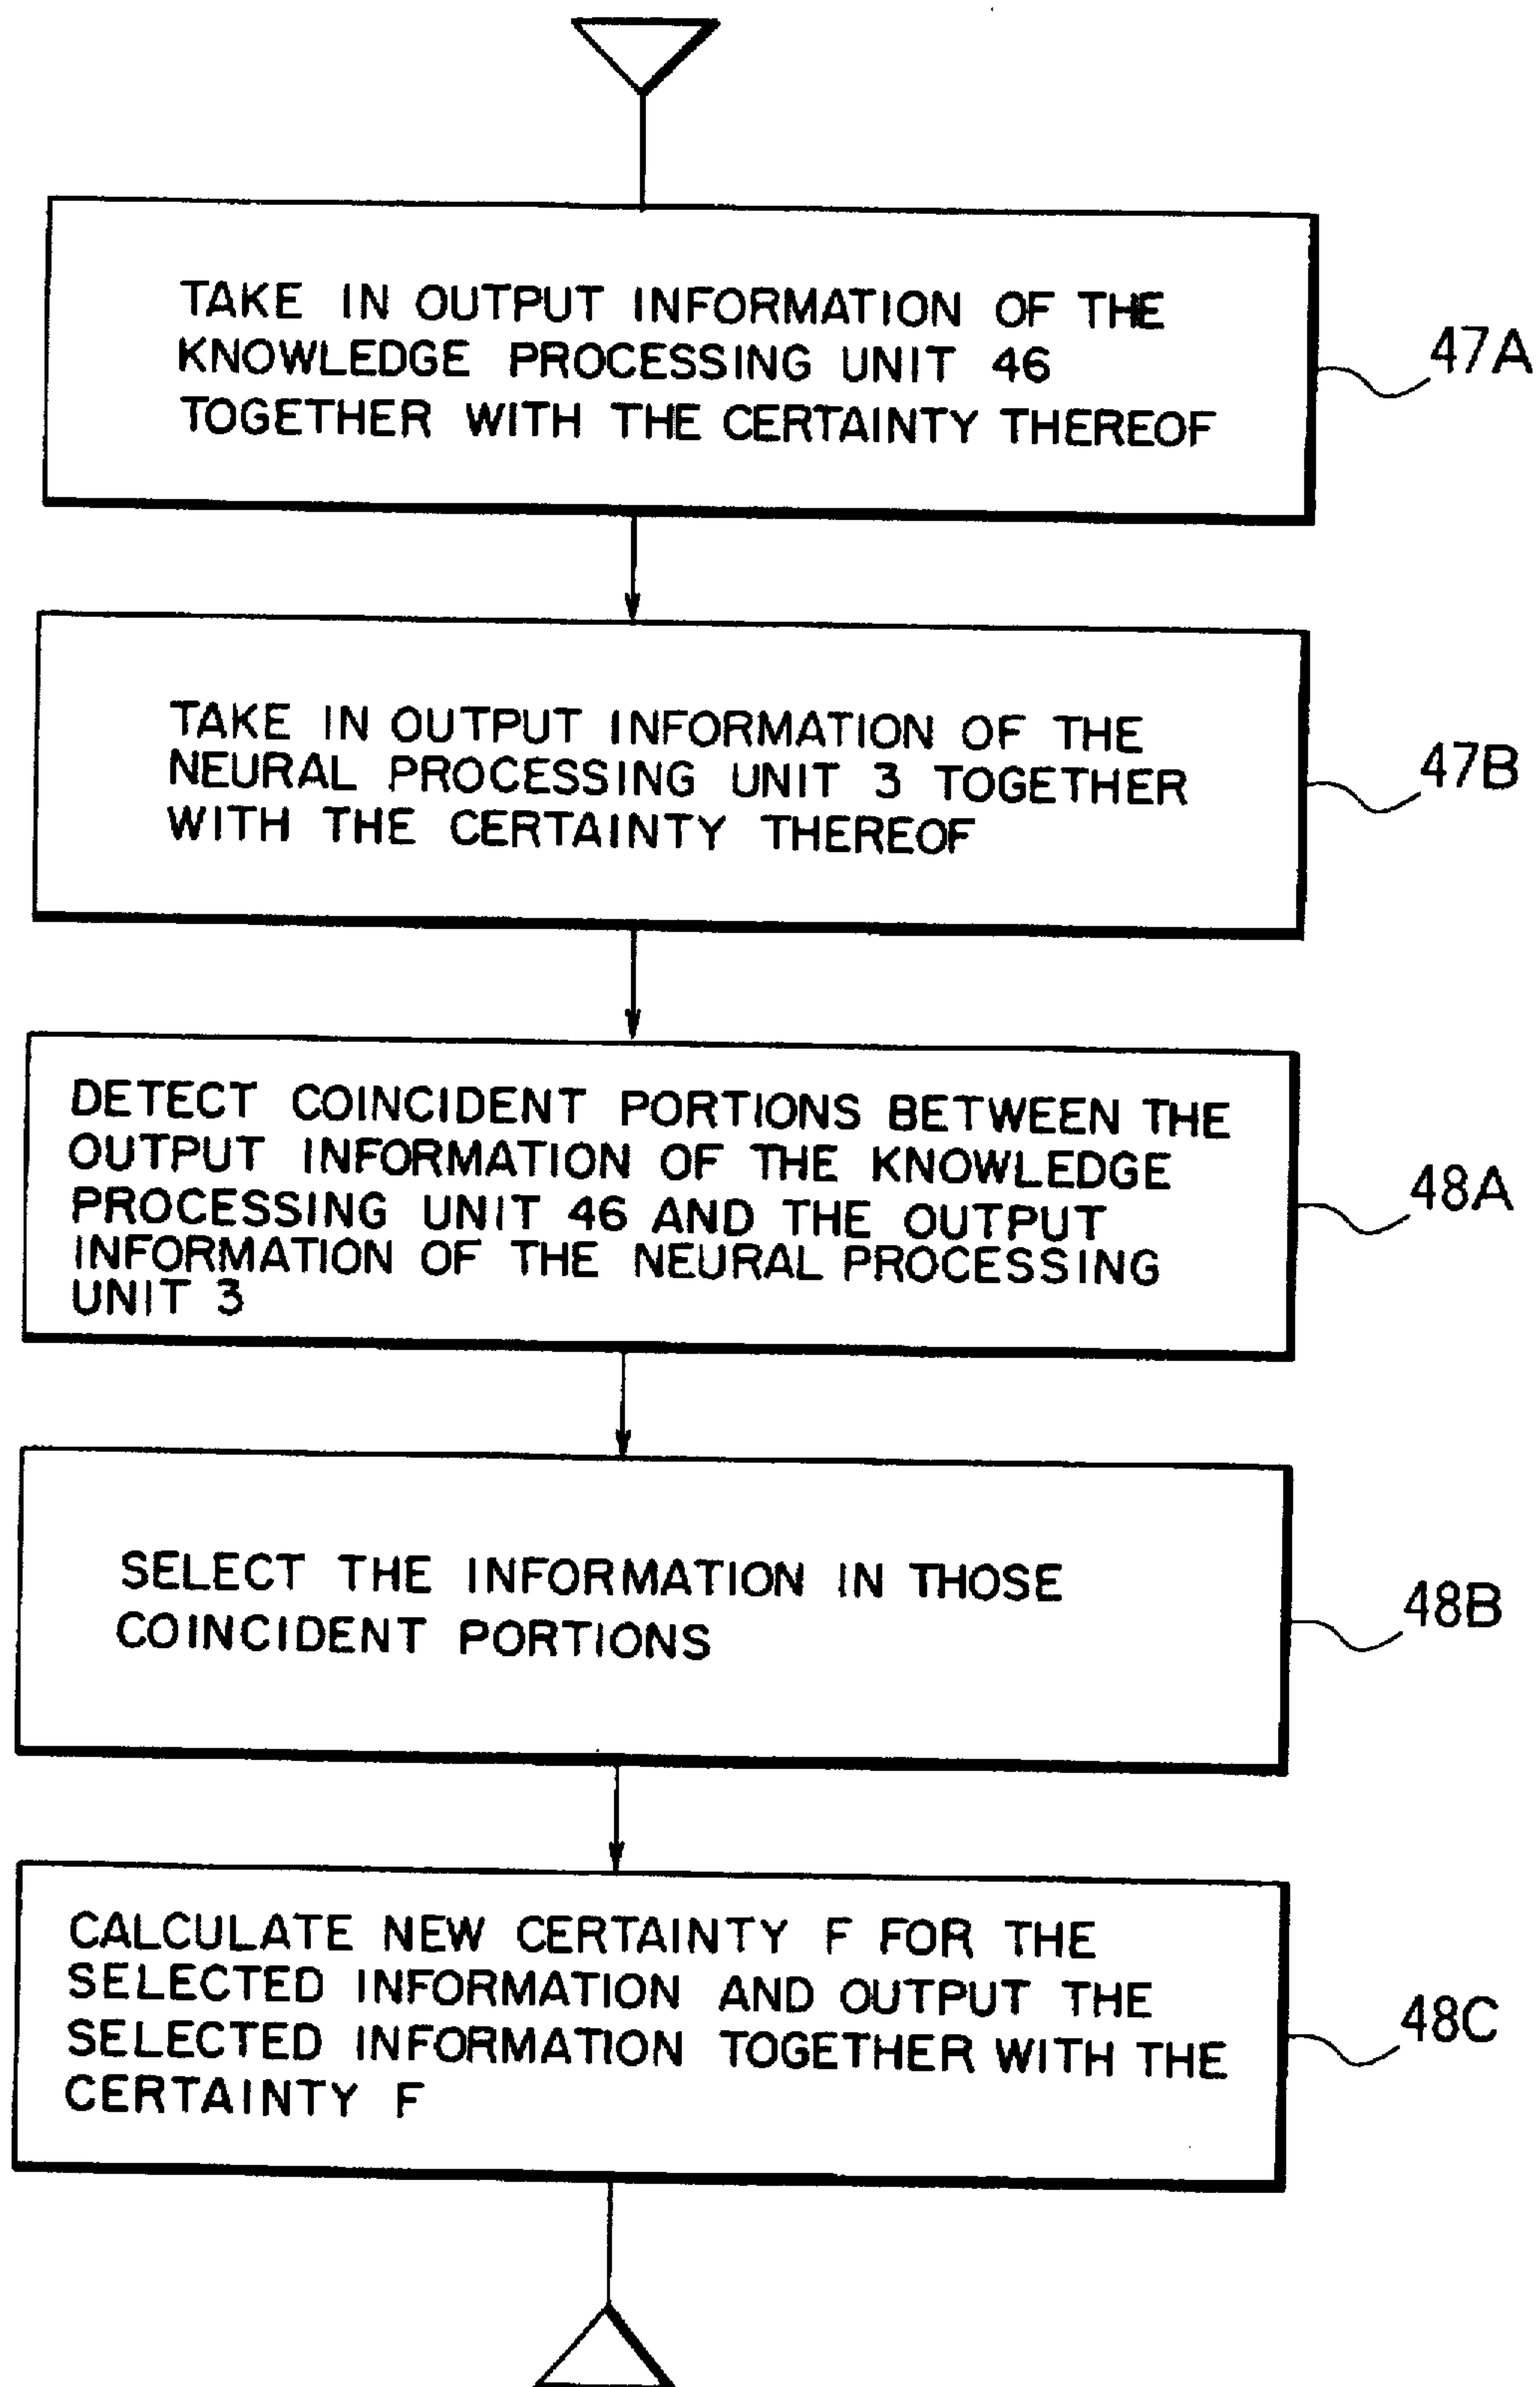 TAKE IN OUTPUT INFORMATION OF THE
KNOWLEDGE PROCESSING UNIT 46
TOGETHER WITH THE CERTAINTY THEREOF
47A
TAKE IN OUTPUT INFORMATION OF THE
NEURAL PROCESSING UNIT 3 TOGETHER
WITH THE CERTAINTY THEREOF
47B
DETECT COINCIDENT PORTIONS BETWEEN THE
OUTPUT INFORMATION OF THE KNOWLEDGE
PROCESSING UNIT 46 AND THE OUTPUT
INFORMATION OF THE NEURAL PROCESSING
UNIT 3
48A
SELECT THE INFORMATION IN THOSE
COINCIDENT PORTIONS
48B
CALCULATE NEW CERTAINTY F FOR THE
SELECTED INFORMATION AND OUTPUT THE
SELECTED INFORMATION TOGETHER WITH THE
CERTAINTY F
48C